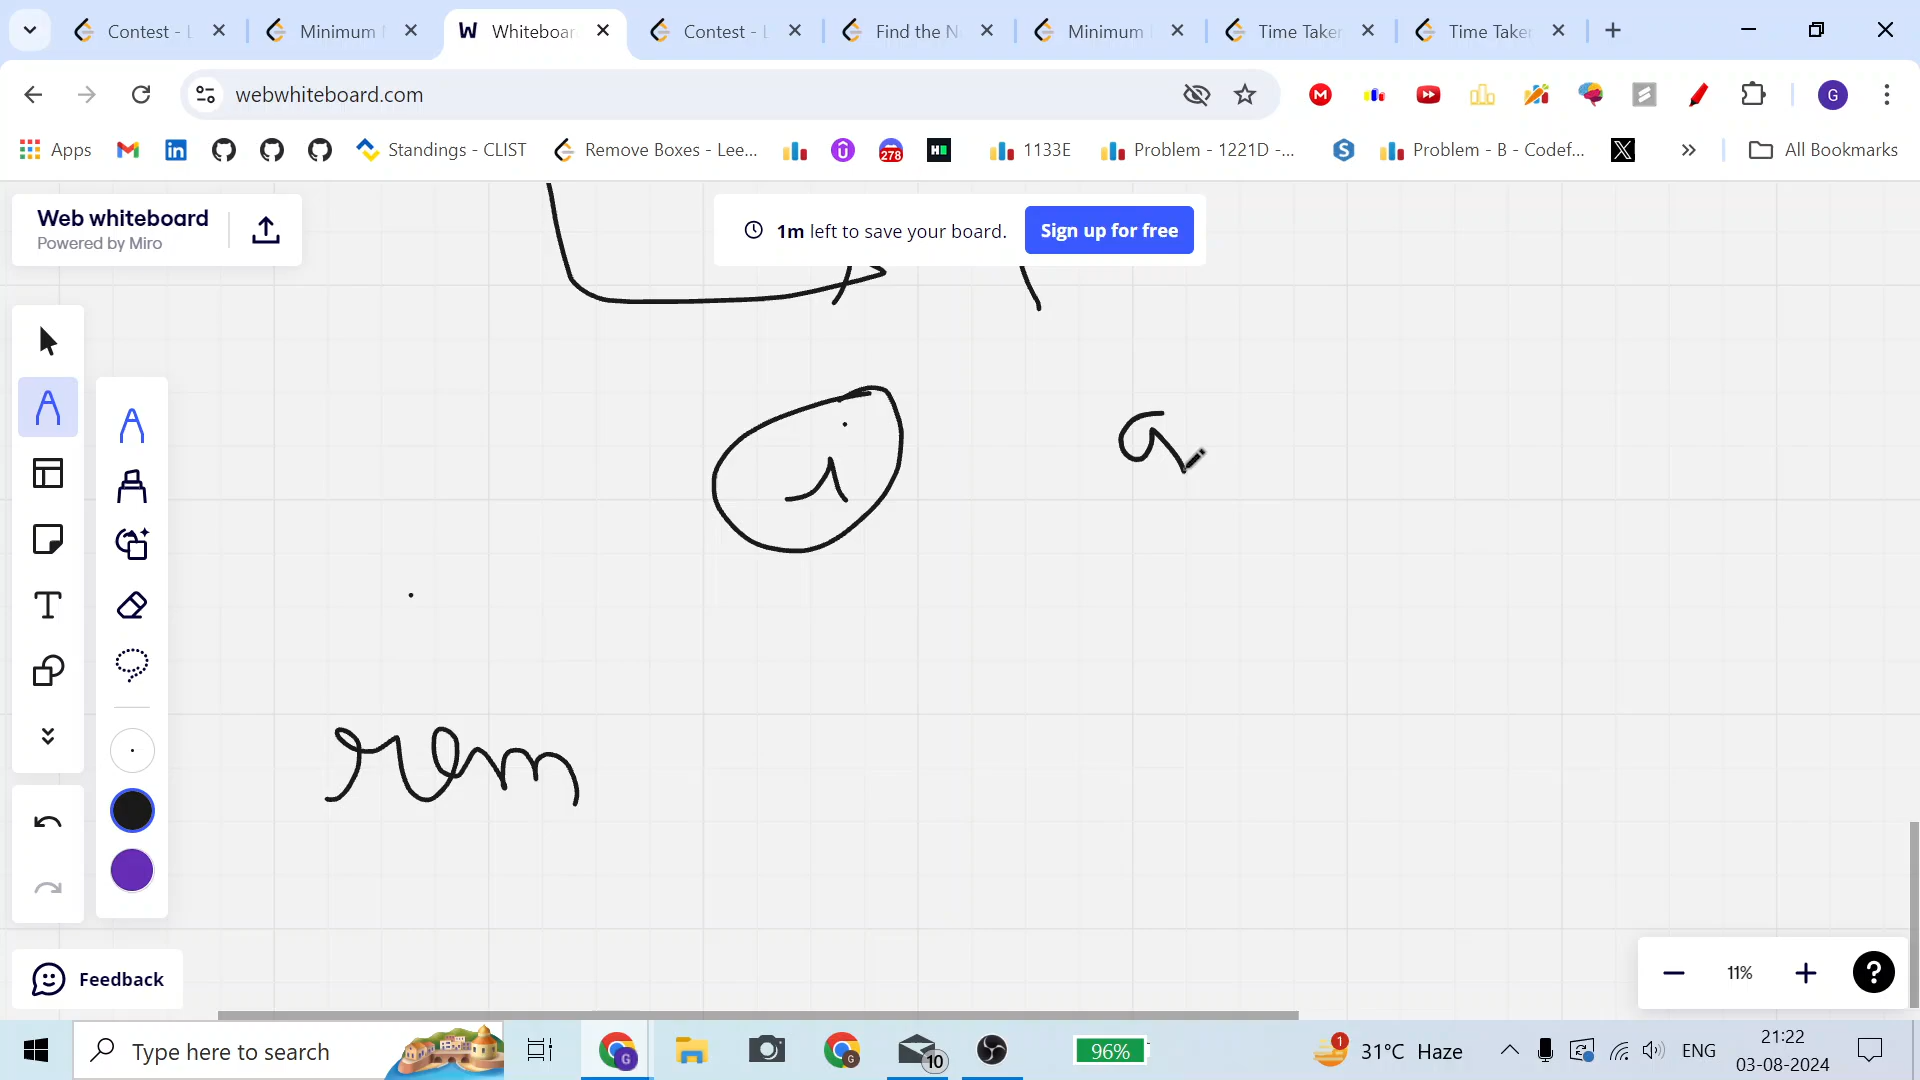 Contest - L
Minimum
Whiteboar
Contest - L
Find the N
Minimum
Time Taker
Time Taker
webwhiteboard.com
G
Apps
Standings - CLIST
Remove Boxes - Lee...
278
1133E
Problem - 1221D -...
Problem - B - Codef...
All Bookmarks
Web whiteboard
Powered by Miro
1m left to save your board.
Sign up for free
i
a
rem
Feedback
11%
Type here to search
10
96%
1
31°C Haze
ENG
21:22
03-08-2024